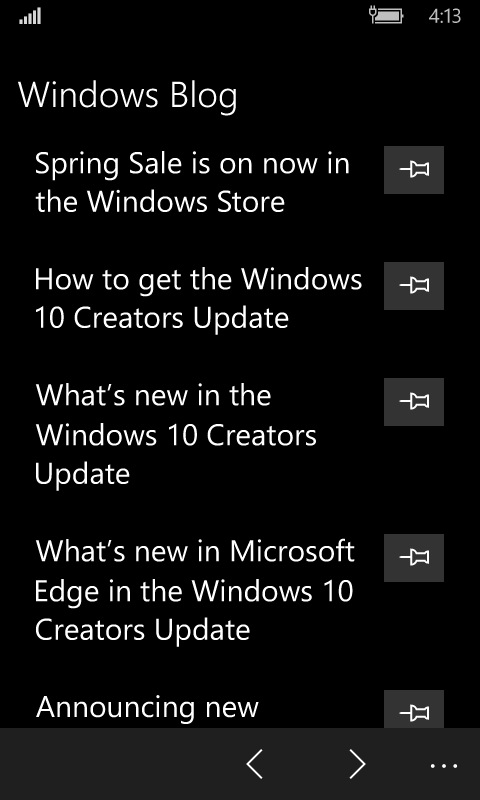 4:13
Windows Blog
Spring Sale is on now in
the Windows Store
How to get the Windows
10 Creators Update
What’s new in the
Windows 10 Creators
Update
What’s new in Microsoft
Edge in the Windows 10
Creators Update
Announcing new